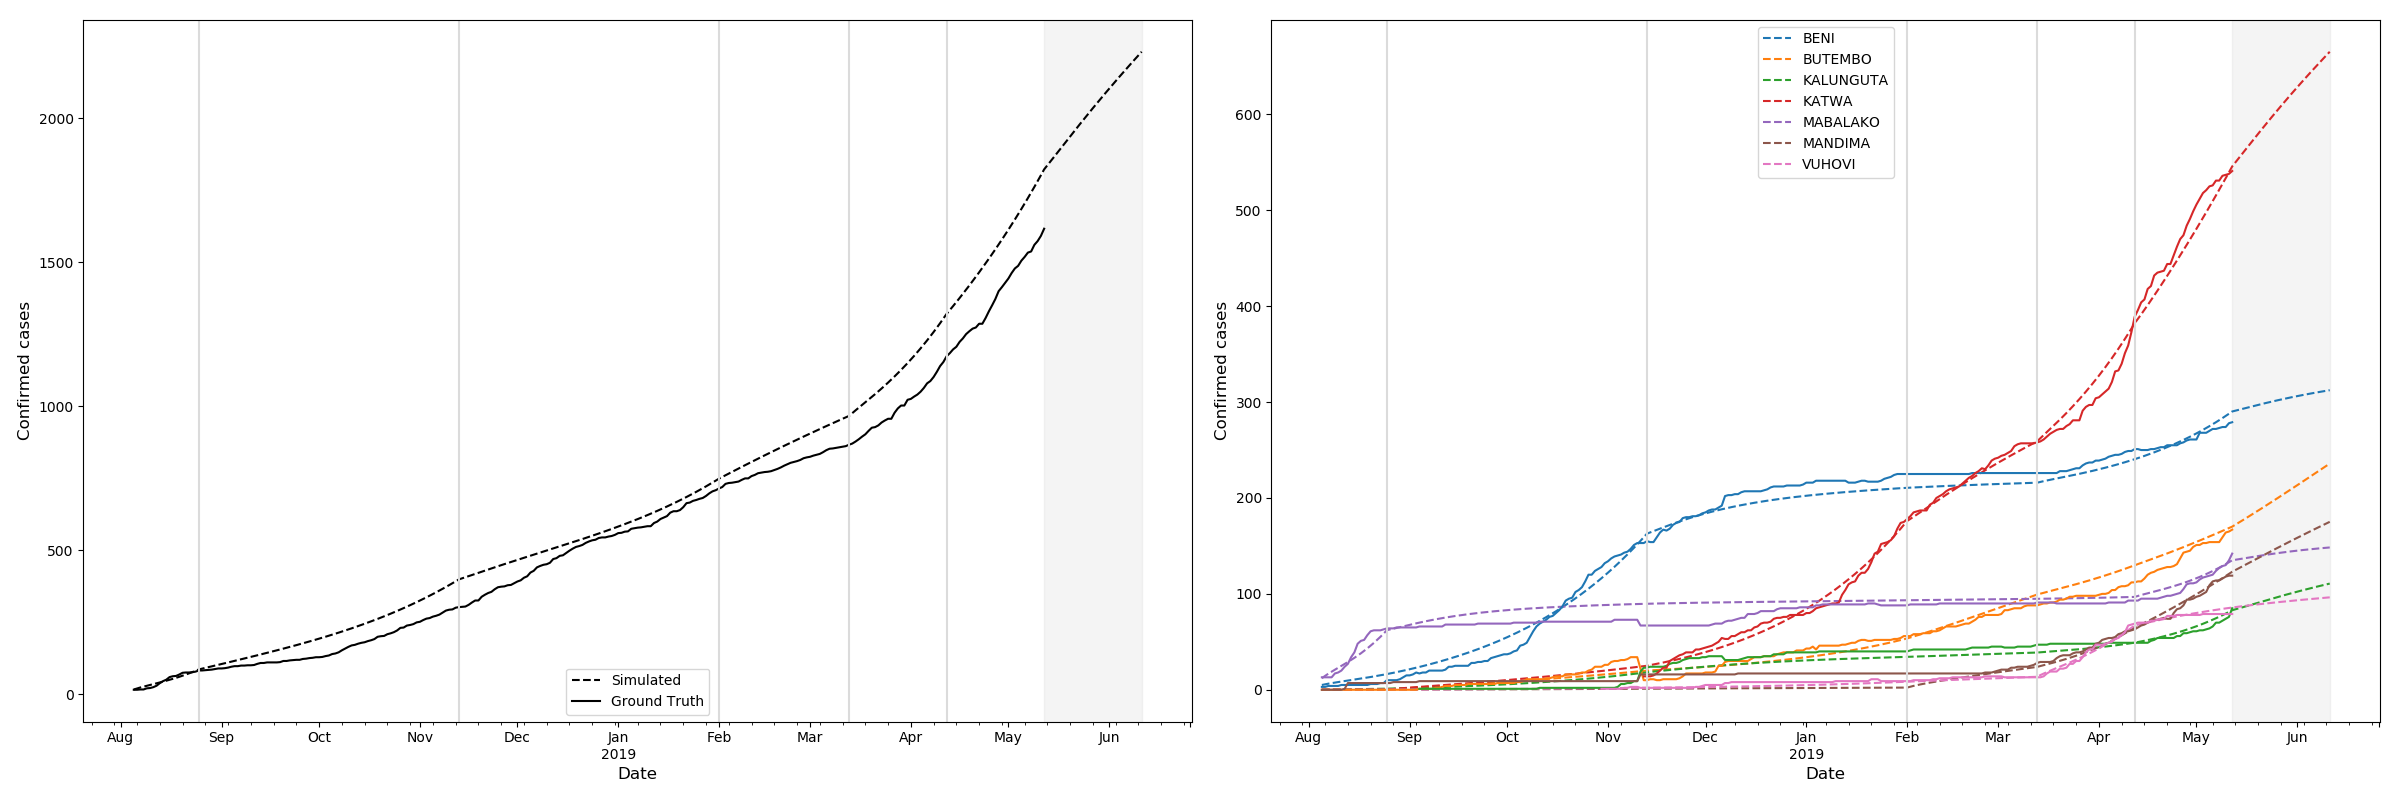 Confirmed cases
2000
1500
1000
500
0
Simulated
Ground Truth
Aug Sep Oct Nov Dec Jan Feb Mar Apr May Jun
2019
Date
Confirmed cases
600
500
400
300
200
100
0
BENI
BUTEMBO
KALUNGUTA
KATWA
MABALAKO
MANDIMA
VUHOVI
Aug Sep Oct Nov Dec Jan Feb Mar Apr May Jun
2019
Date